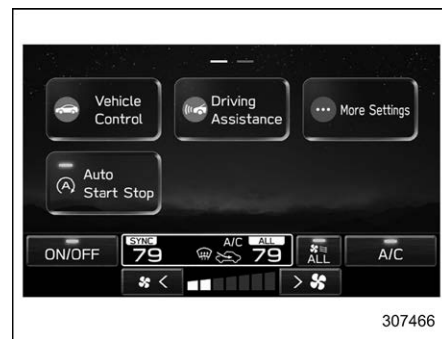 Vehicle
Control
Driving
Assistance
More Settings
A
Auto
Start Stop
ON/OFF
SYNC
79
A/C
ALL
79
ALL
A/C
<
>
307466